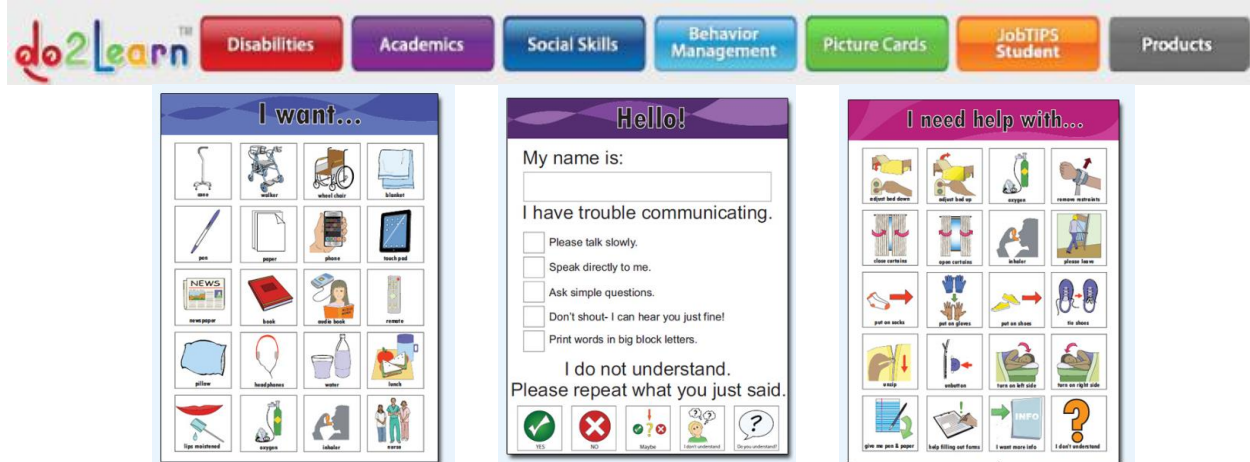 do2Learn™
Disabilities
Academics
Social Skills
Behavior
Management
Picture Cards
JobTIPS
Student
Products
I want...
cane
walker
wheel chair
blanket
pen
paper
phone
touch pad
NEWS
newspaper
book
audio book
remote
pillow
headphones
water
lunch
lips moistened
oxygen
inhaler
nurse
Hello!
My name is:
I have trouble communicating.
Please talk slowly.
Speak directly to me.
Ask simple questions.
Don't shout- I can hear you just fine!
Print words in big block letters.
I do not understand.
Please repeat what you just said.
YES
NO
Maybe
I don't understand
Do you understand?
I need help with...
adjust bed down
adjust bed up
oxygen
remove restraints
close curtains
open curtains
inhaler
please leave
put on socks
put on gloves
put on shoes
tie shoes
unzip
unbutton
turn on left side
turn on right side
give me pen & paper
help filling out forms
INFO
I want more info
I don't understand